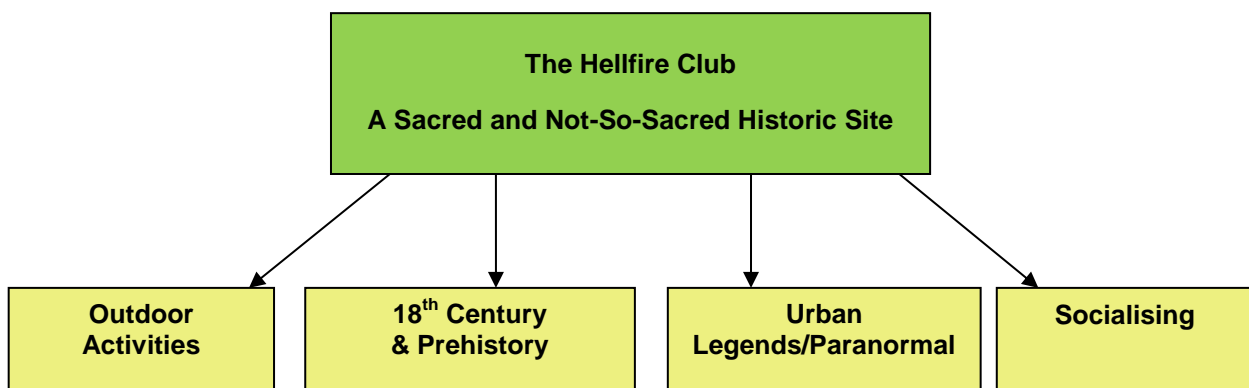 The Hellfire Club
A Sacred and Not-So-Sacred Historic Site
Outdoor
Activities
18th Century
& Prehistory
Urban
Legends/Paranormal
Socialising